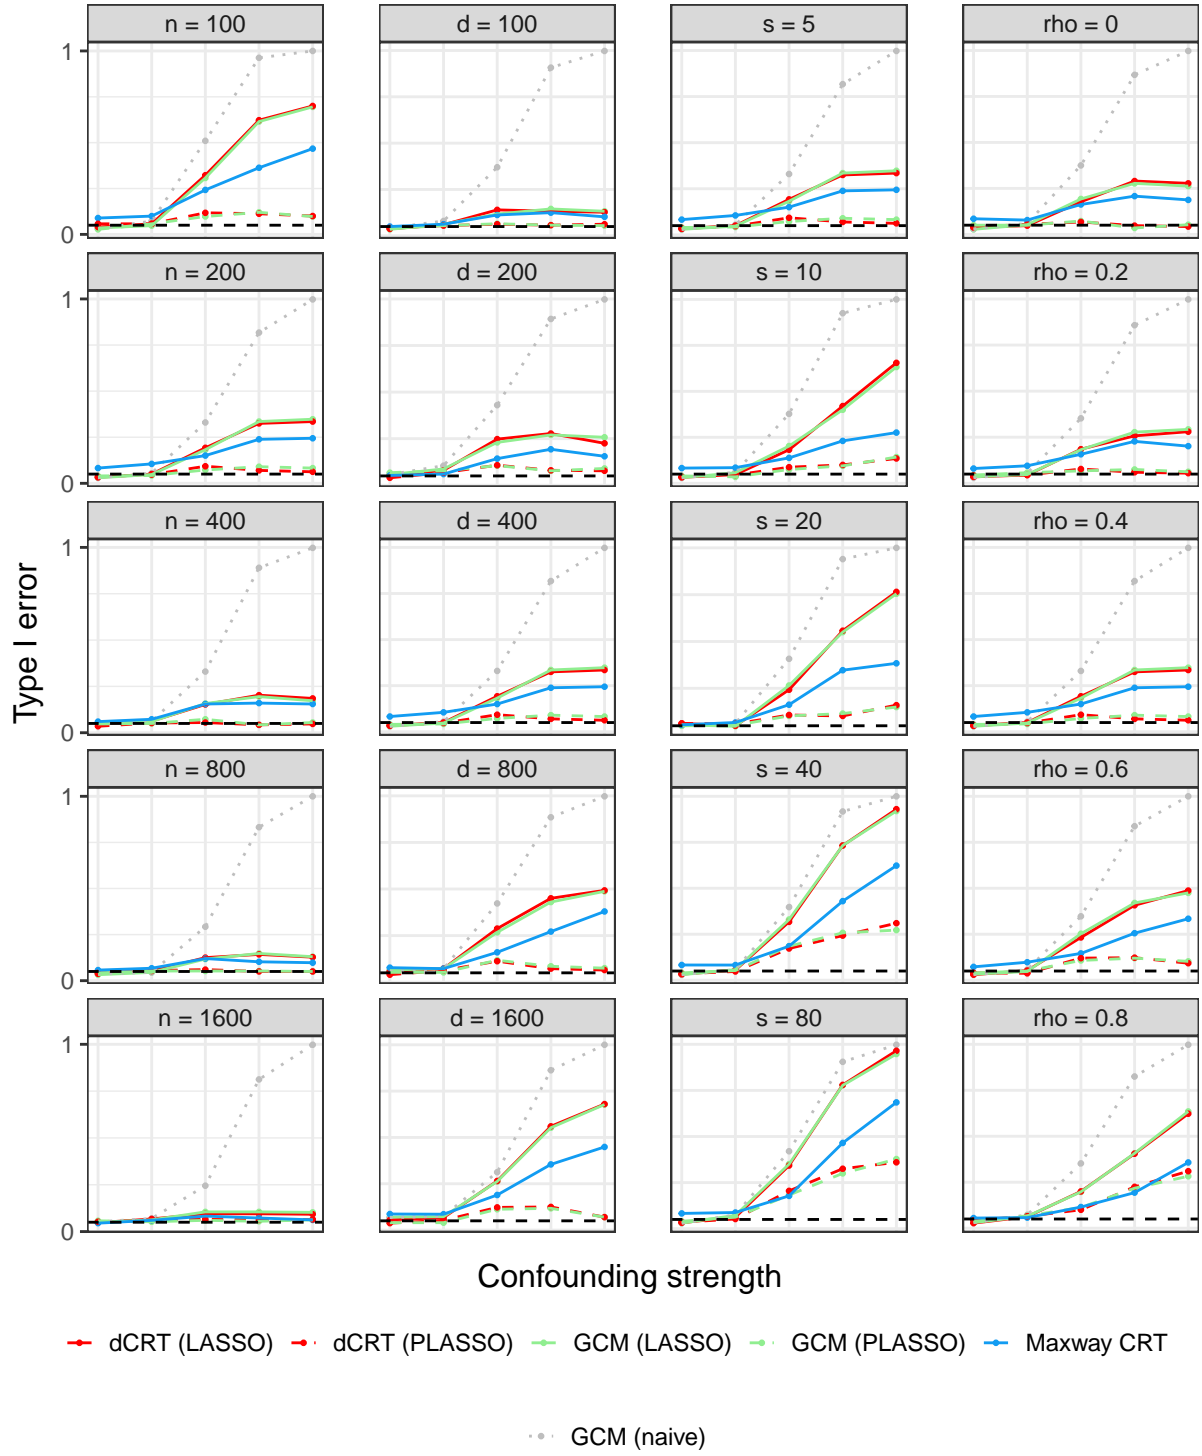 n = 100 d = 100 s = 5 rho = 0
1
0
n = 200 d = 200 s = 10 rho = 0.2
1
0
n = 400 d = 400 s = 20 rho = 0.4
1
0
Type I error
n = 800 d = 800 s = 40 rho = 0.6
1
0
n = 1600 d = 1600 s = 80 rho = 0.8
1
0
Confounding strength
dCRT (LASSO) dCRT (PLASSO) GCM (LASSO) GCM (PLASSO) Maxway CRT
GCM (naive)